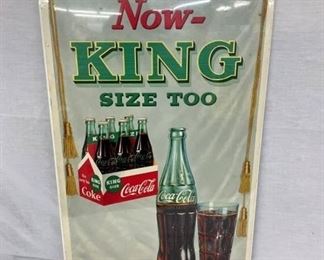 Now-
KING
SIZE TOO
KING
SIZE
Coke
Coca-Cola
Coca-Cola